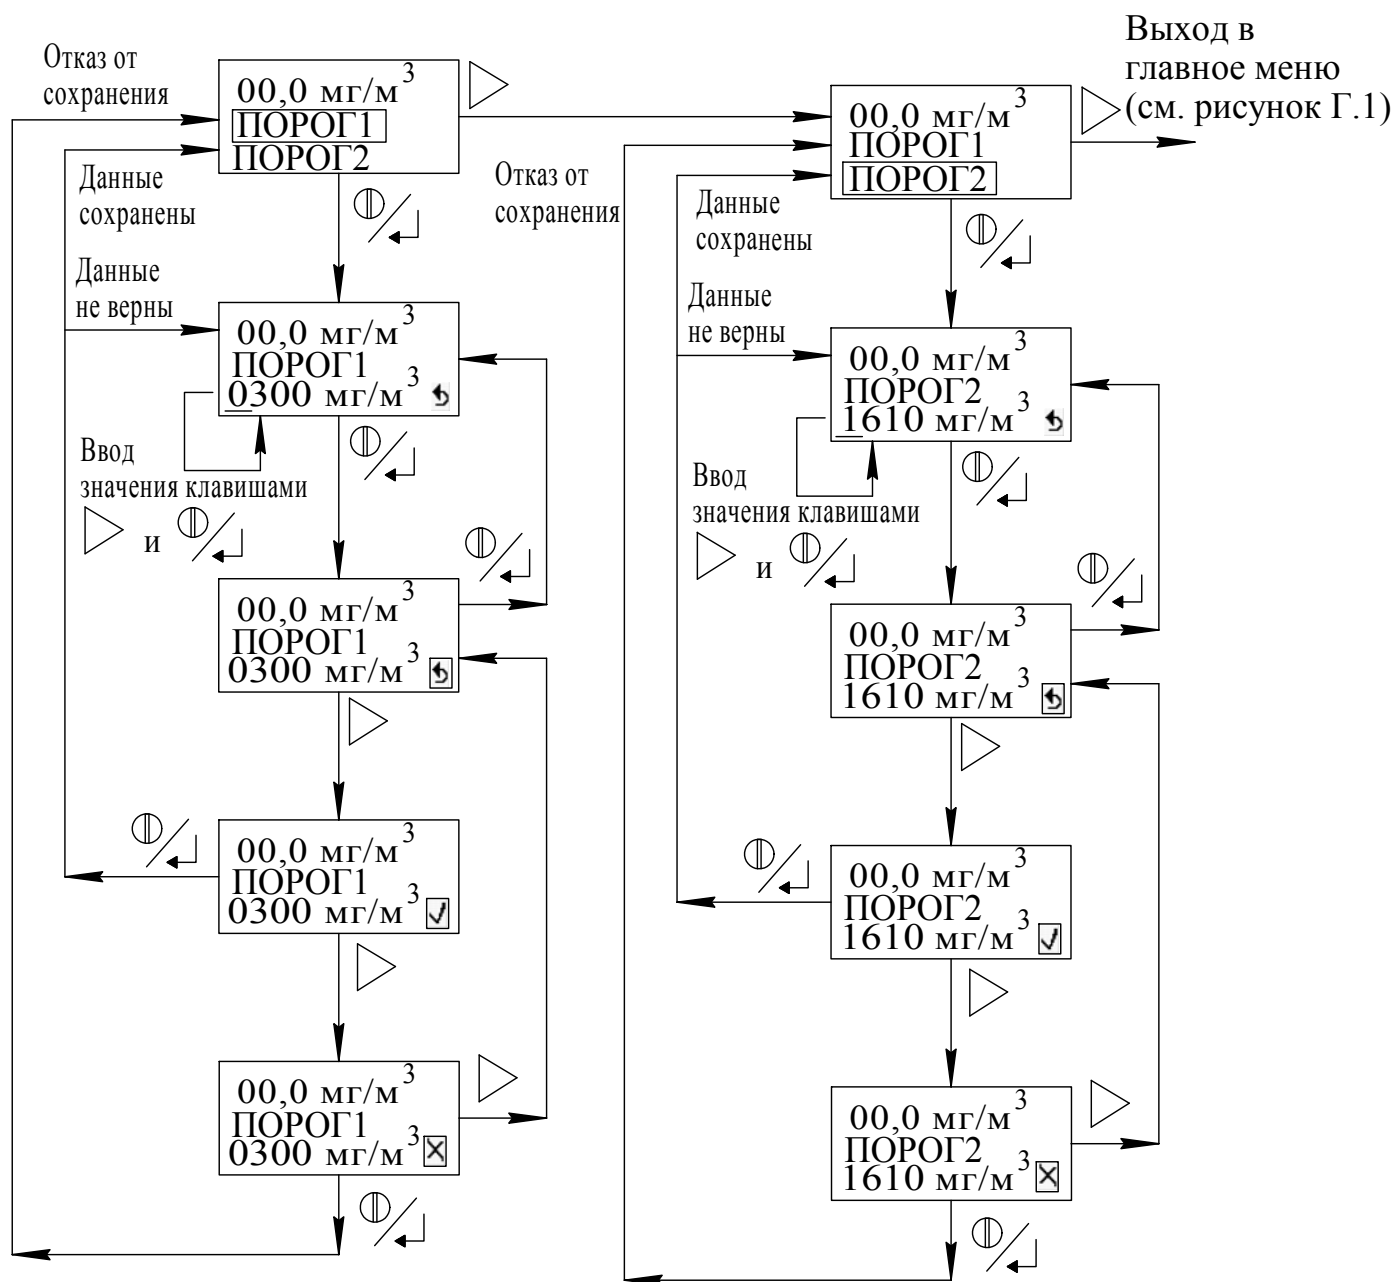 Отказ от
сохранения
00,0 мг/м³
ПОРОГ1
ПОРОГ2
Данные
сохранены
Данные
не верны
00,0 мг/м³
ПОРОГ1
0300 мг/м³
Ввод
значения клавишами
и
00,0 мг/м³
ПОРОГ1
0300 мг/м³
00,0 мг/м³
ПОРОГ1
0300 мг/м³
00,0 мг/м³
ПОРОГ1
0300 мг/м³
Выход в
главное меню
(см. рисунок Г.1)
00,0 мг/м³
ПОРОГ1
ПОРОГ2
Отказ от
сохранения
Данные
сохранены
Данные
не верны
00,0 мг/м³
ПОРОГ2
1610 мг/м³
Ввод
значения клавишами
и
00,0 мг/м³
ПОРОГ2
1610 мг/м³
00,0 мг/м³
ПОРОГ2
1610 мг/м³
00,0 мг/м³
ПОРОГ2
1610 мг/м³